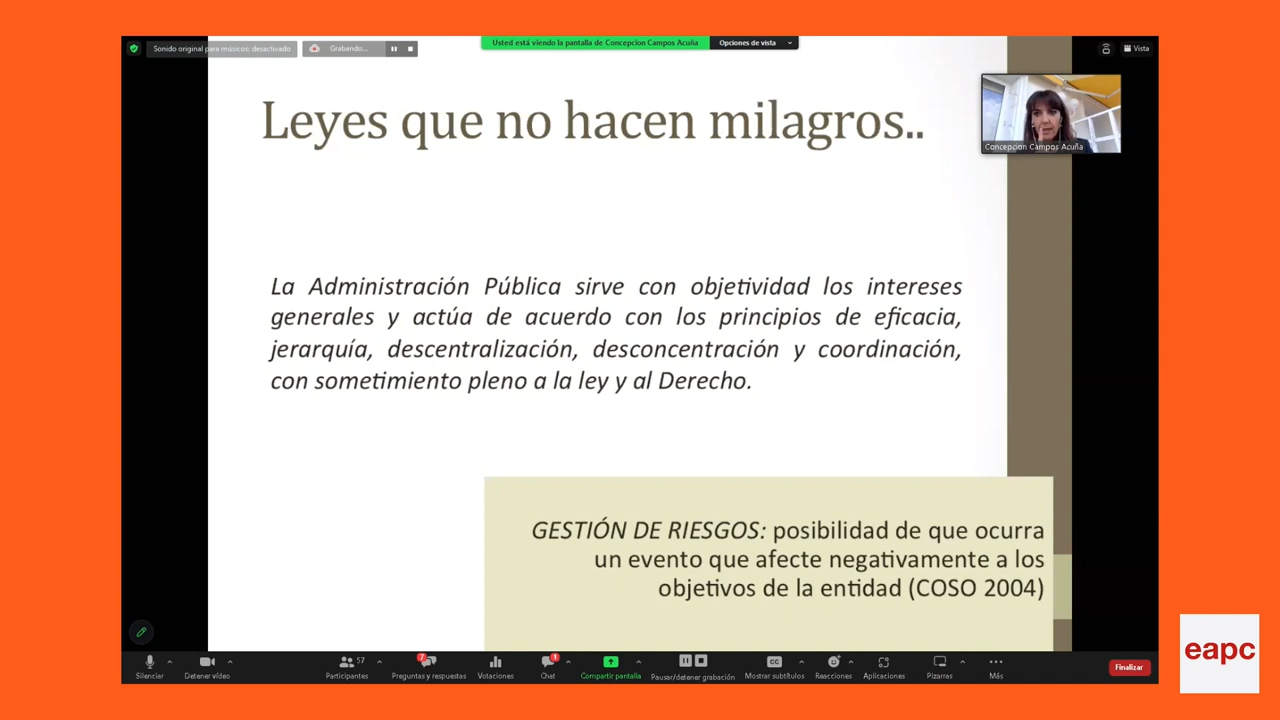 Sonido original para músicos: desactivado
Grabando...
Usted está viendo la pantalla de Concepcion Campos Acuña
Opciones de vista
Vista
Leyes que no hacen milagros..
Concepcion Campos Acuña
La Administración Pública sirve con objetividad los intereses
generales y actúa de acuerdo con los principios de eficacia,
jerarquía, descentralización, desconcentración y coordinación,
con sometimiento pleno a la ley y al Derecho.
GESTIÓN DE RIESGOS: posibilidad de que ocurra
un evento que afecte negativamente a los
objetivos de la entidad (COSO 2004)
eapc
57
7
1
CC
Silenciar
Detener vídeo
Participantes
Preguntas y respuestas
Votaciones
Chat
Compartir pantalla
Pausar/detener grabación
Mostrar subtítulos
Reacciones
Aplicaciones
Pizarras
Más
Finalizar